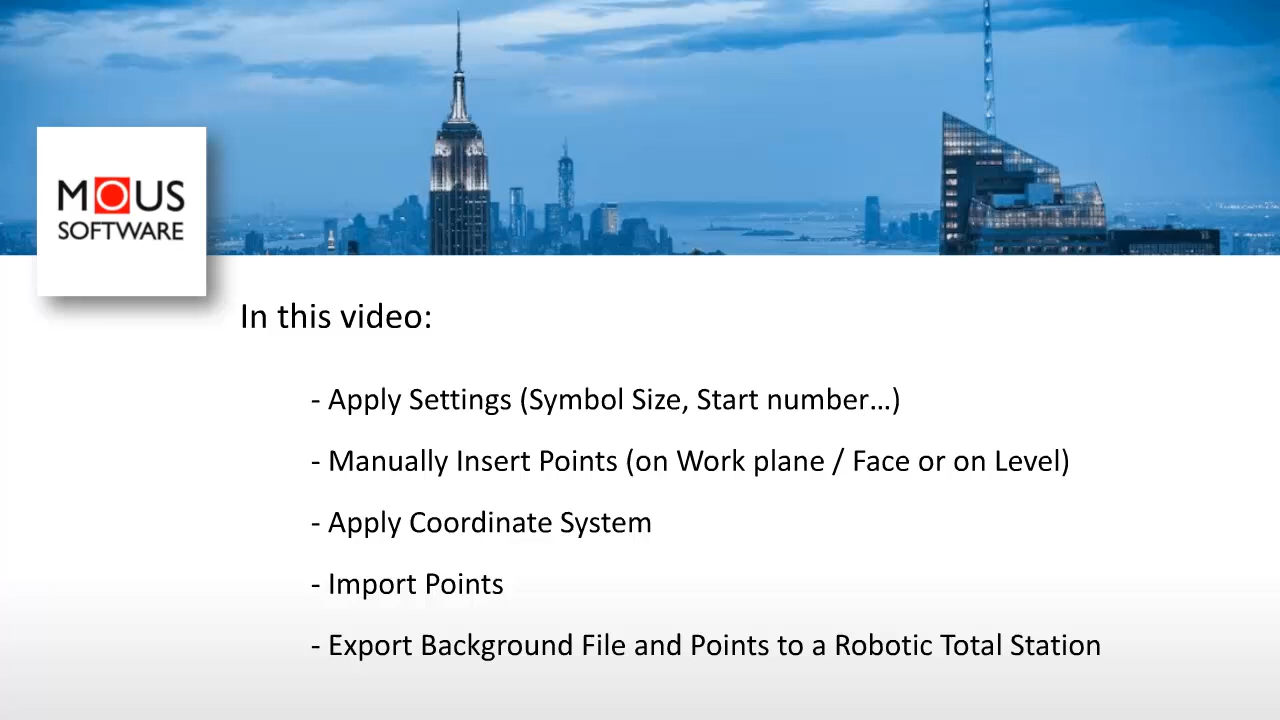 MOUS
SOFTWARE
In this video:
- Apply Settings (Symbol Size, Start number…)
- Manually Insert Points (on Work plane / Face or on Level)
- Apply Coordinate System
- Import Points
- Export Background File and Points to a Robotic Total Station